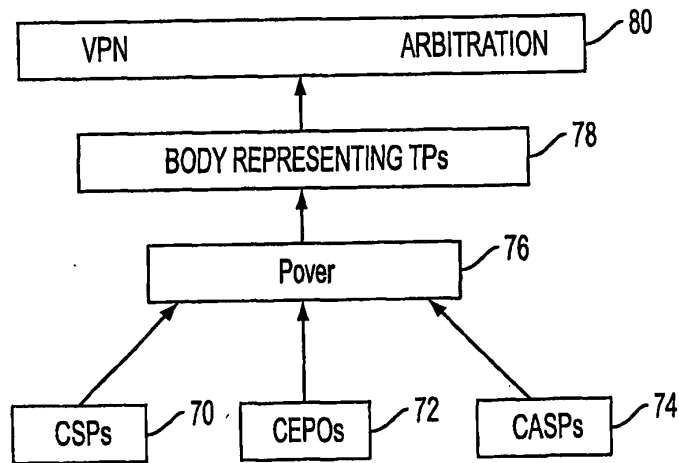 VPN ARBITRATION 80
BODY REPRESENTING TPs 78
Pover 76
CSPs 70 CEPOs 72 CASPs 74